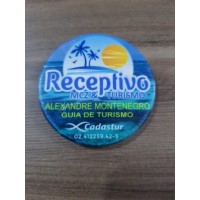 Receptivo
MCZ & TURISMO
ALEXANDRE MONTENEGRO
GUIA DE TURISMO
Cadastur